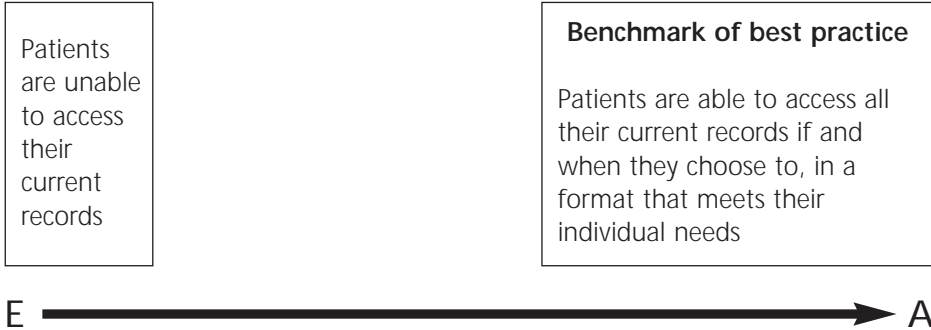 Patients
are unable
to access
their
current
records
Benchmark of best practice
Patients are able to access all
their current records if and
when they choose to, in a
format that meets their
individual needs
E
A